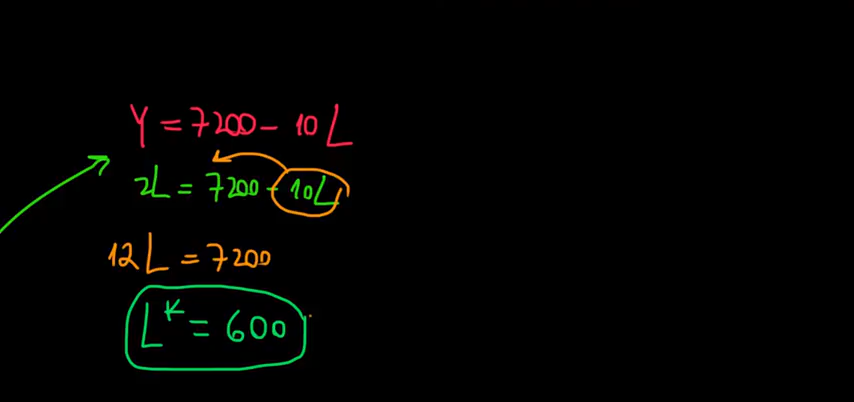 Y = 7200 - 10L
2L = 7200 - 10L
12L = 7200
L* = 600